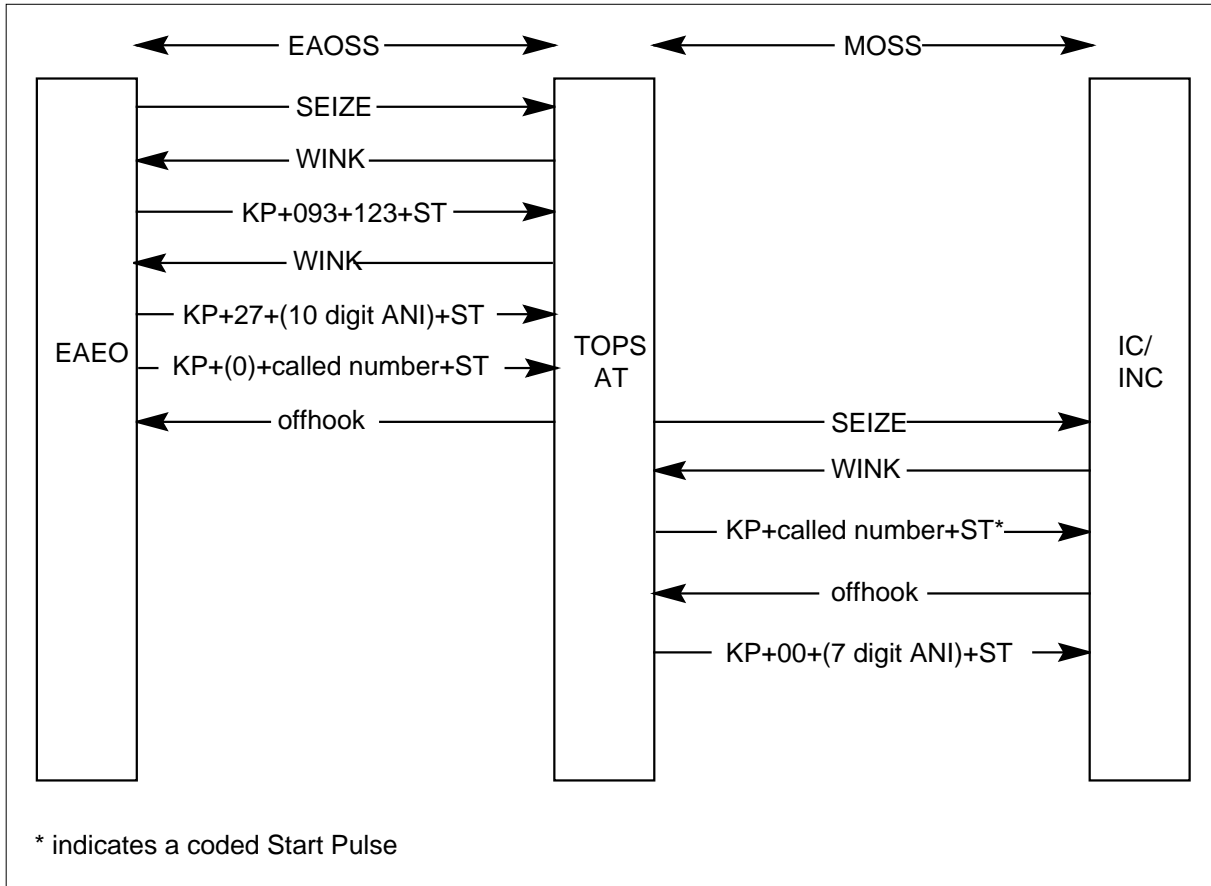 EAOSS MOSS
SEIZE
WINK
KP+093+123+ST
WINK
KP+27+(10 digit ANI)+ST
EAEO
KP+(0)+called number+ST
TOPS
AT
IC/
INC
offhook
SEIZE
WINK
KP+called number+ST*
offhook
KP+00+(7 digit ANI)+ST
* indicates a coded Start Pulse